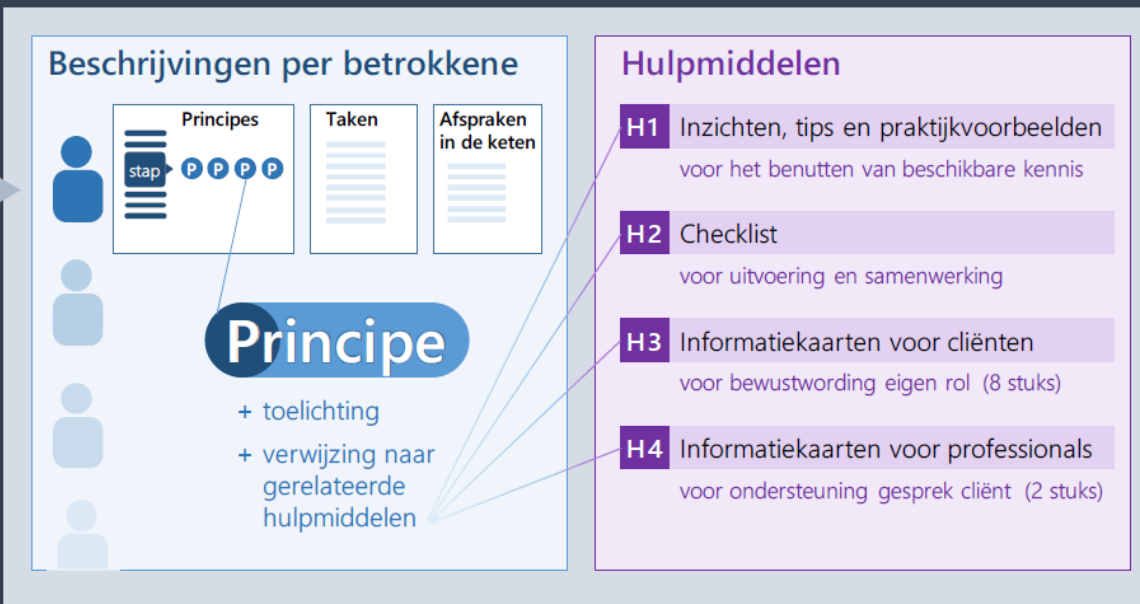 Beschrijvingen per betrokkene
Principes
stap
P P P P
Taken
Afspraken
in de keten
Principe
+ toelichting
+ verwijzing naar
gerelateerde
hulpmiddelen
Hulpmiddelen
H1 Inzichten, tips en praktijkvoorbeelden
voor het benutten van beschikbare kennis
H2 Checklist
voor uitvoering en samenwerking
H3 Informatiekaarten voor cliënten
voor bewustwording eigen rol (8 stuks)
H4 Informatiekaarten voor professionals
voor ondersteuning gesprek cliënt (2 stuks)